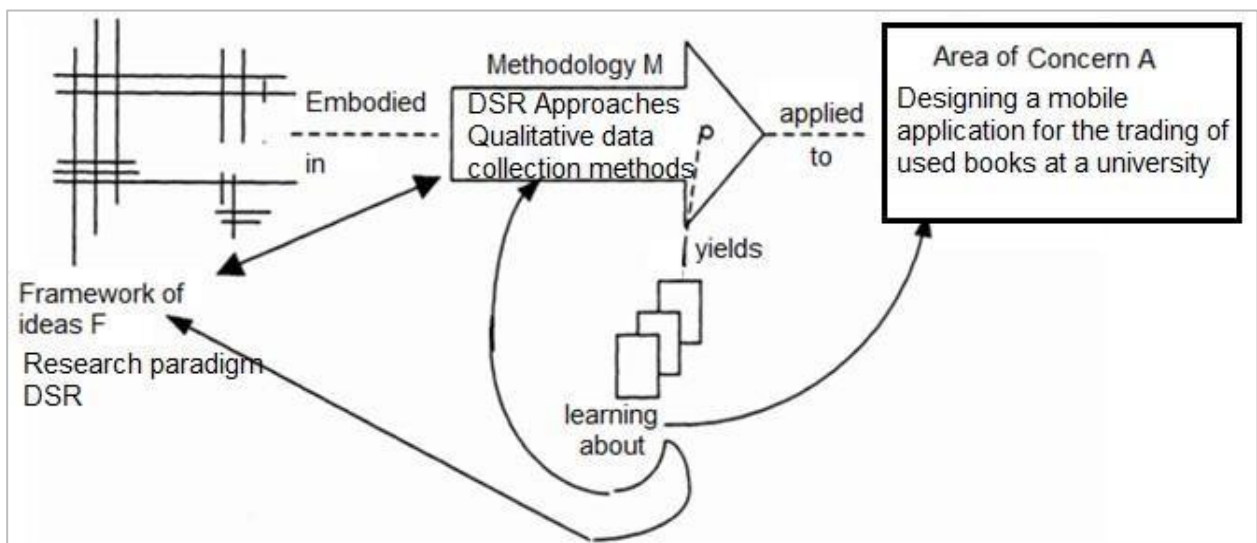 Embodied
in
Framework of
ideas F
Research paradigm
DSR
Methodology M
DSR Approaches
Qualitative data
collection methods
p
applied
to
Area of Concern A
Designing a mobile
application for the trading of
used books at a university
yields
learning
about